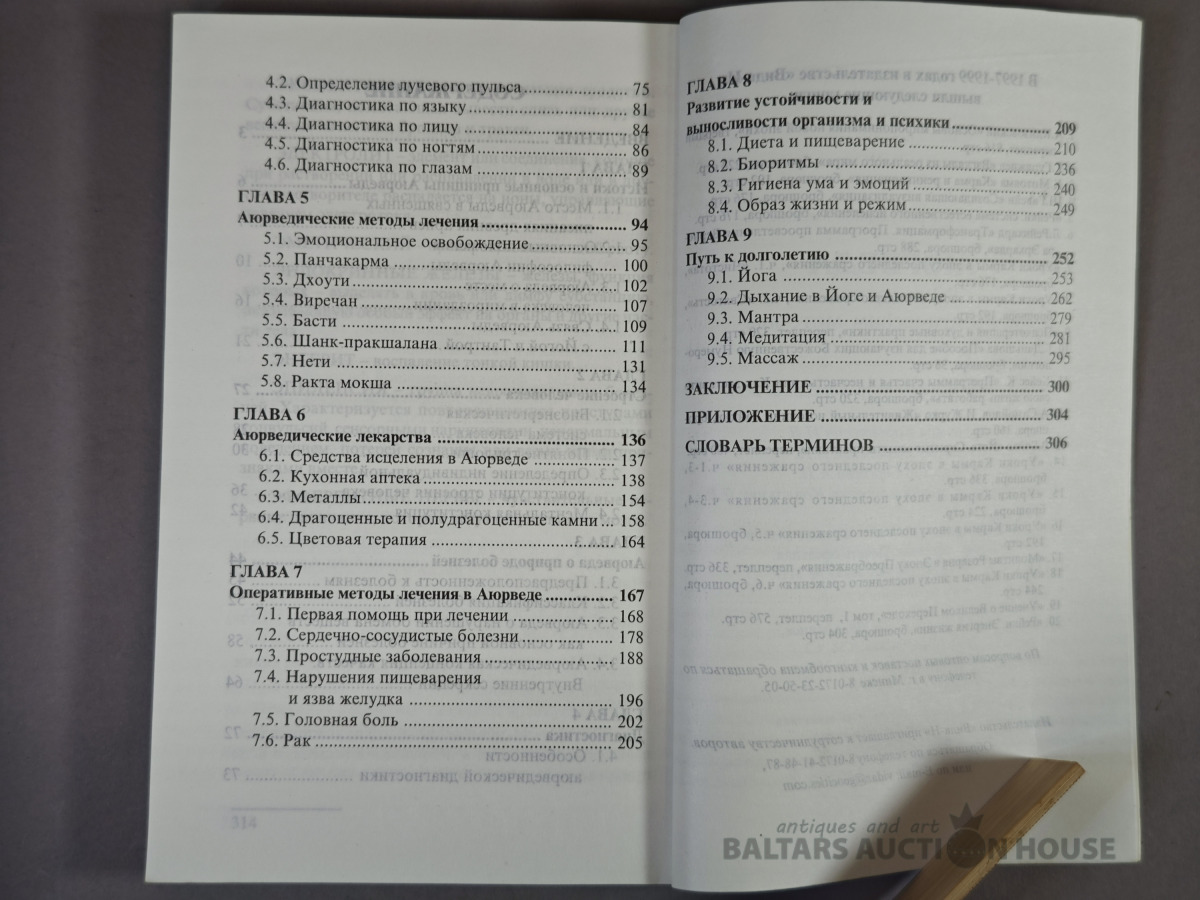 4.2. Определение лучевого пульса ........ 75
4.3. Диагностика по языку ........ 81
4.4. Диагностика по лицу ........ 84
4.5. Диагностика по ногтям ........ 86
4.6. Диагностика по глазам ........ 89
ГЛАВА 5
Аюрведические методы лечения ........ 94
5.1. Эмоциональное освобождение ........ 95
5.2. Панчакарма ........ 100
5.3. Дхоути ........ 102
5.4. Виречан ........ 107
5.5. Басти ........ 109
5.6. Шанк-пракшалана ........ 111
5.7. Нети ........ 131
5.8. Ракта мокша ........ 134
ГЛАВА 6
Аюрведические лекарства ........ 136
6.1. Средства исцеления в Аюрведе ........ 137
6.2. Кухонная аптека ........ 138
6.3. Металлы ........ 154
6.4. Драгоценные и полудрагоценные камни ... 158
6.5. Цветовая терапия ........ 164
ГЛАВА 7
Оперативные методы лечения в Аюрведе ........ 167
7.1. Первая помощь при лечении ........ 168
7.2. Сердечно-сосудистые болезни ........ 178
7.3. Простудные заболевания ........ 188
7.4. Нарушения пищеварения
и язва желудка ........ 196
7.5. Головная боль ........ 202
7.6. Рак ........ 205
ГЛАВА 8
Развитие устойчивости и
выносливости организма и психики ........ 209
8.1. Диета и пищеварение ........ 210
8.2. Биоритмы ........ 236
8.3. Гигиена ума и эмоций ........ 240
8.4. Образ жизни и режим ........ 249
ГЛАВА 9
Путь к долголетию ........ 252
9.1. Йога ........ 253
9.2. Дыхание в Йоге и Аюрведе ........ 262
9.3. Мантра ........ 279
9.4. Медитация ........ 281
9.5. Массаж ........ 295
ЗАКЛЮЧЕНИЕ ........ 300
ПРИЛОЖЕНИЕ ........ 304
СЛОВАРЬ ТЕРМИНОВ ........ 306
antiques and art
BALTARS AUCTION HOUSE